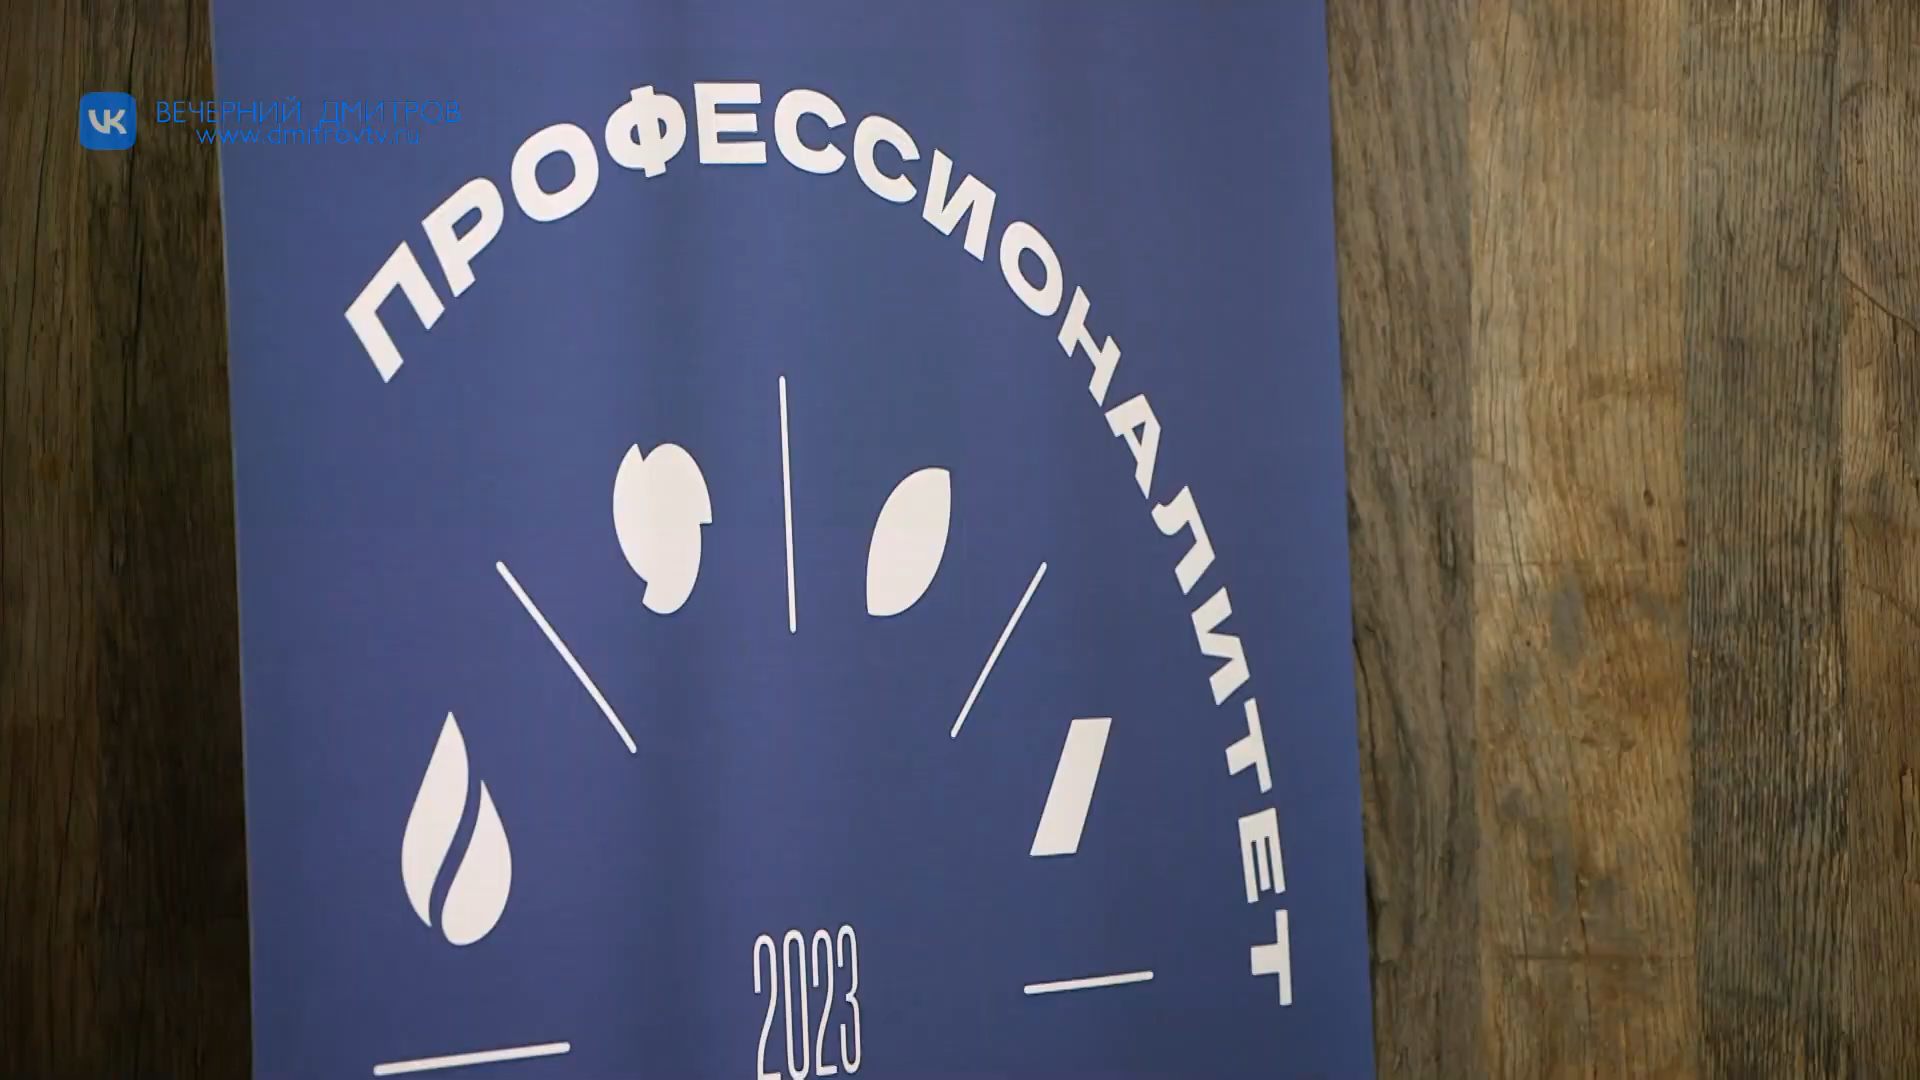 ВЕЧЕРНИЙ ДМИТРОВ
www.dmitrovtv.ru
ПРОФЕССИОНАЛИТЕТ
2023